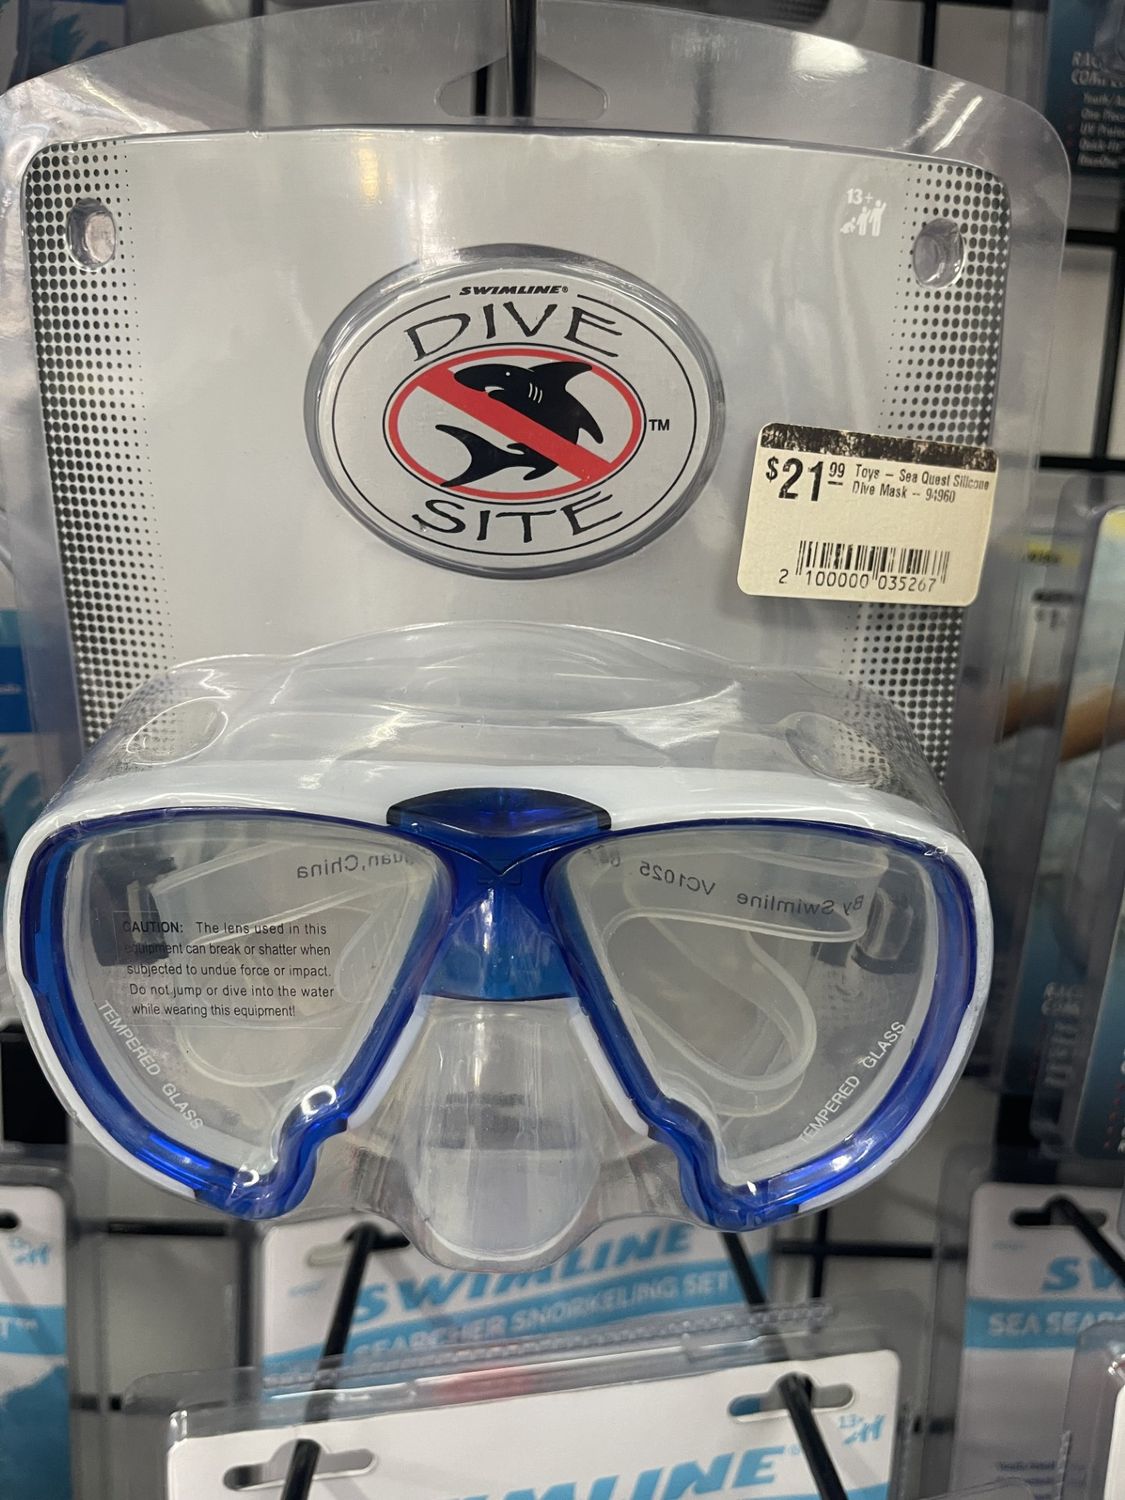 13+
SWIMLINE®
DIVE
TM
SITE
$21.99 Toys – Sea Quest Silicone
Dive Mask -- 94960
2 100000 035267
China
By Swimline VC1025
CAUTION: The lens used in this
equipment can break or shatter when
subjected to undue force or impact.
Do not jump or dive into the water
while wearing this equipment!
TEMPERED GLASS
TEMPERED GLASS
SWIMLINE
SEARCHER SNORKELING SET
SEA
13+
SWIMLINE®